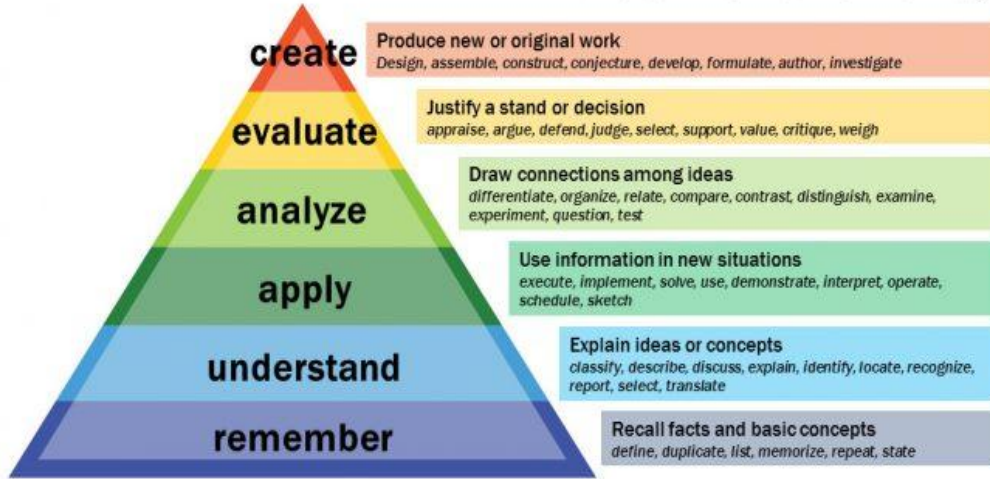 create
Produce new or original work
Design, assemble, construct, conjecture, develop, formulate, author, investigate
evaluate
Justify a stand or decision
appraise, argue, defend, judge, select, support, value, critique, weigh
analyze
Draw connections among ideas
differentiate, organize, relate, compare, contrast, distinguish, examine,
experiment, question, test
apply
Use information in new situations
execute, implement, solve, use, demonstrate, interpret, operate,
schedule, sketch
understand
Explain ideas or concepts
classify, describe, discuss, explain, identify, locate, recognize,
report, select, translate
remember
Recall facts and basic concepts
define, duplicate, list, memorize, repeat, state